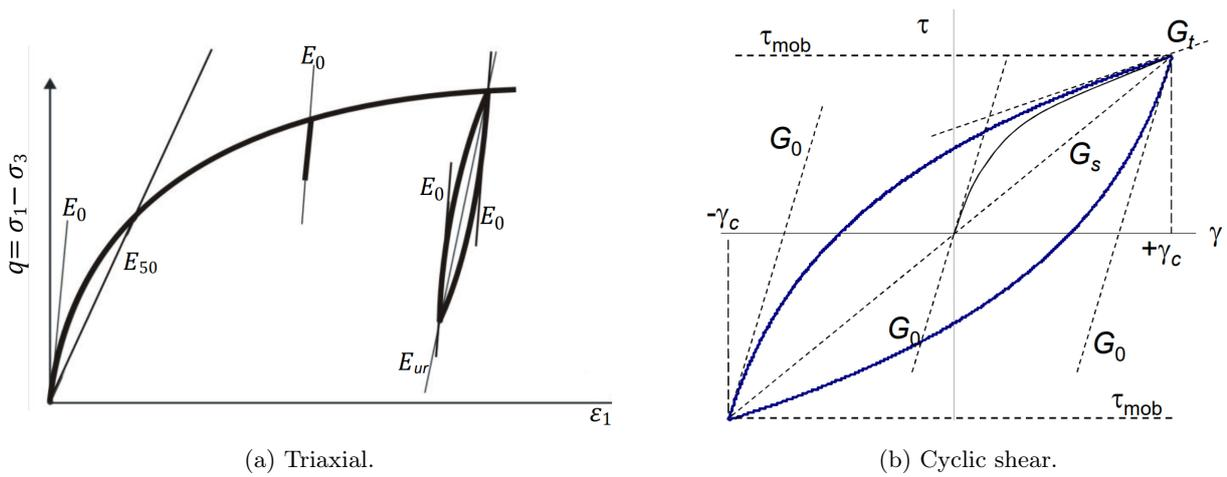 q= σ₁− σ₃
E₀
E₅₀
E₀
E₀
E₀
Eᵤᵣ
ε₁
(a) Triaxial.
τ
τmob
Gₜ
G₀
Gₛ
-γc
γ
+γc
G₀
G₀
τmob
(b) Cyclic shear.